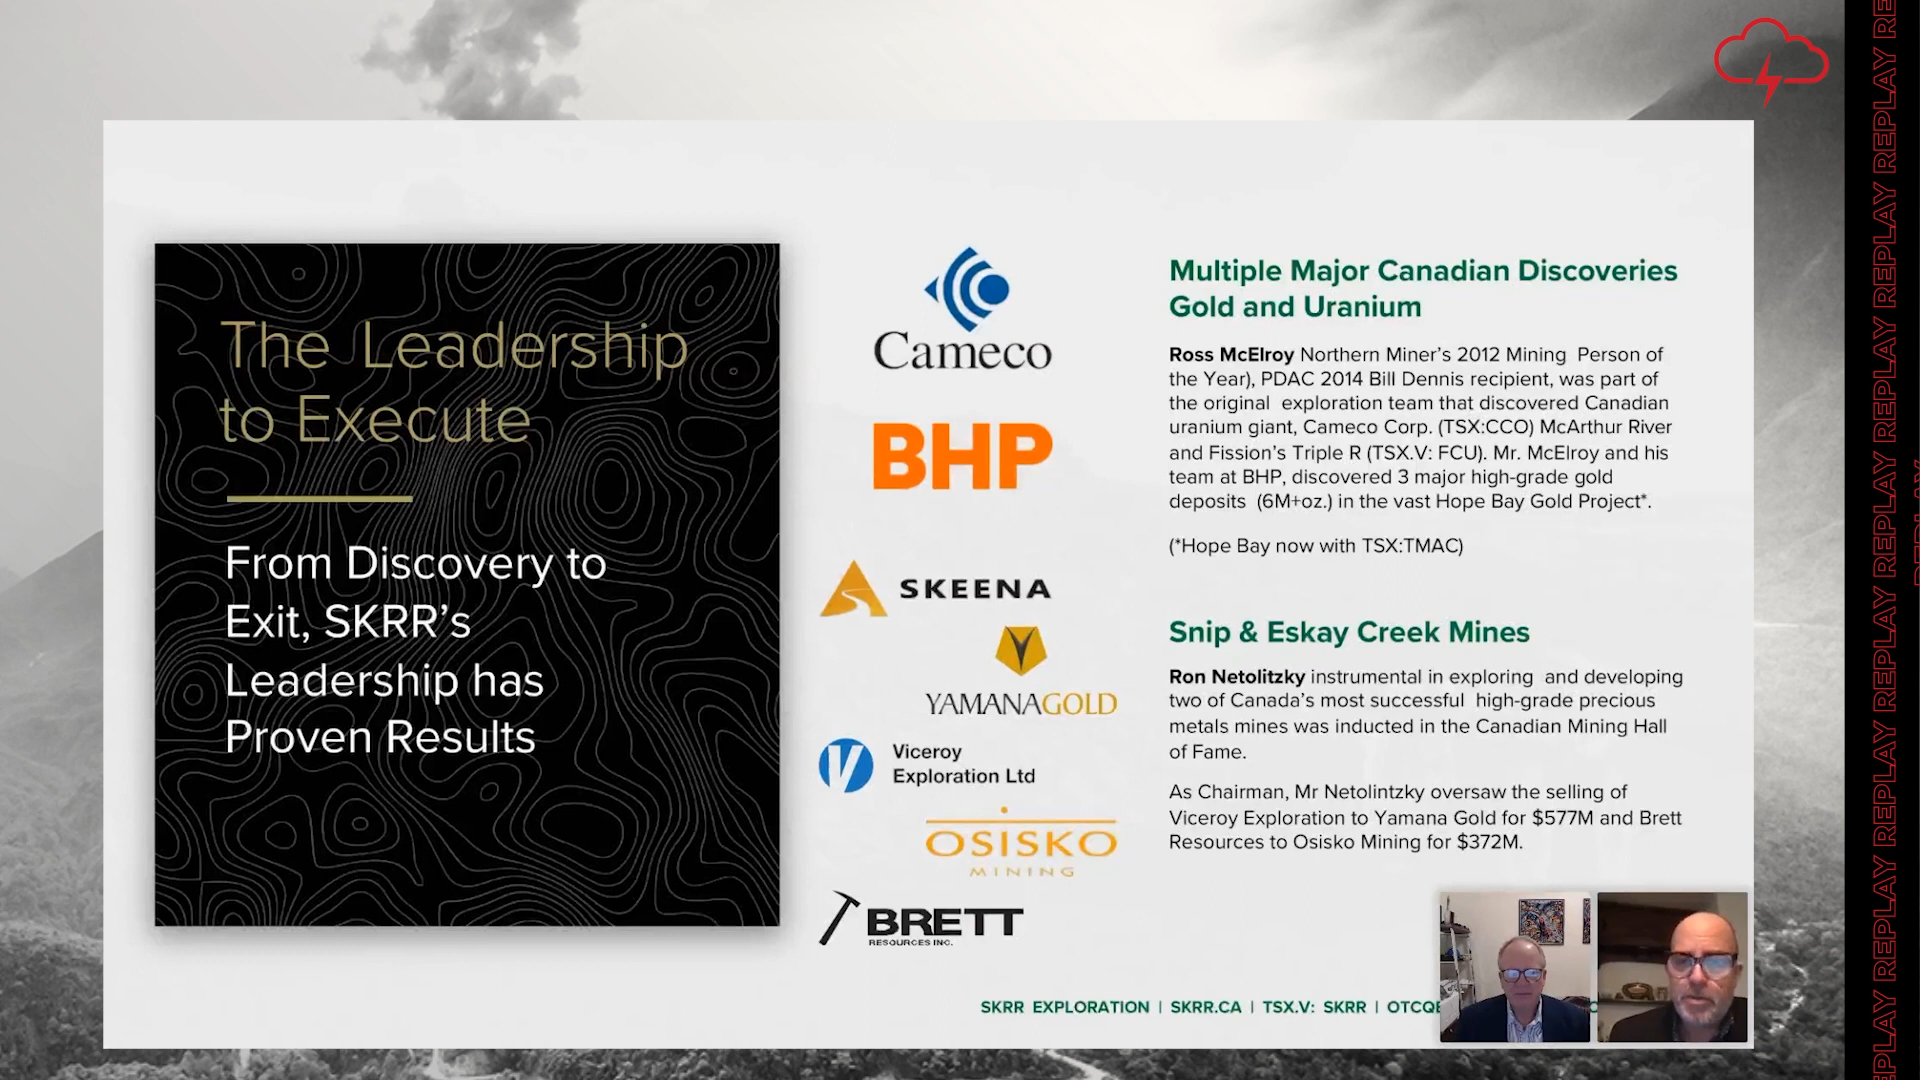 The Leadership
to Execute
From Discovery to
Exit, SKRR's
Leadership has
Proven Results
Cameco
BHP
SKEENA
YAMANAGOLD
Viceroy
Exploration Ltd
OSISKO
MINING
BRETT
RESOURCES INC.
Multiple Major Canadian Discoveries
Gold and Uranium
Ross McElroy Northern Miner's 2012 Mining Person of
the Year), PDAC 2014 Bill Dennis recipient, was part of
the original exploration team that discovered Canadian
uranium giant, Cameco Corp. (TSX:CCO) McArthur River
and Fission's Triple R (TSX.V: FCU). Mr. McElroy and his
team at BHP, discovered 3 major high-grade gold
deposits (6M+oz.) in the vast Hope Bay Gold Project*.
(*Hope Bay now with TSX:TMAC)
Snip & Eskay Creek Mines
Ron Netolitzky instrumental in exploring and developing
two of Canada's most successful high-grade precious
metals mines was inducted in the Canadian Mining Hall
of Fame.
As Chairman, Mr Netolintzky oversaw the selling of
Viceroy Exploration to Yamana Gold for $577M and Brett
Resources to Osisko Mining for $372M.
SKRR EXPLORATION | SKRR.CA | TSX.V: SKRR | OTCQ
REPLAY REPLAY REPLAY REPLAY REPLAY REPLAY REPLAY REPLAY REPLAY REPLAY REPLAY